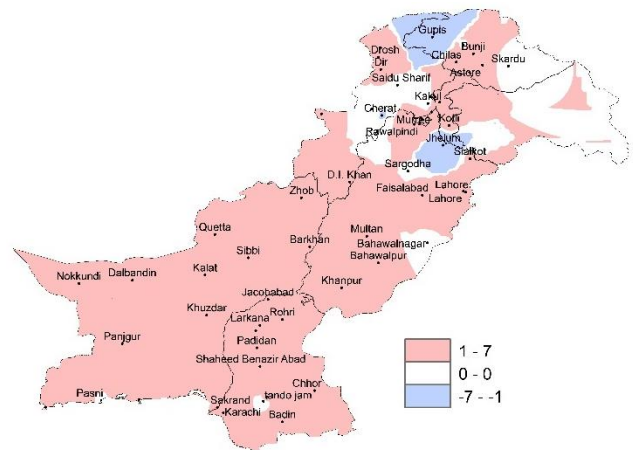 Gupis
Drosh
Dir
Chilas
Bunji
Skardu
Astore
Saidu Sharif
Kakul
Cherat
Kotli
Rawalpindi
Jhelum
Sialkot
Sargodha
D.I. Khan
Faisalabad
Lahore
Lahore
Zhob
Quetta
Multan
Barkhan
Bahawalnagar
Sibbi
Bahawalpur
Nokkundi
Dalbandin
Kalat
Khanpur
Jacobabad
Khuzdar
Larkana
Rohri
Panjgur
Padidan
Shaheed Benazir Abad
Chhor
Pasni
Sakrand
tando jam
Karachi
Badin
1 - 7
0 - 0
-7 - -1